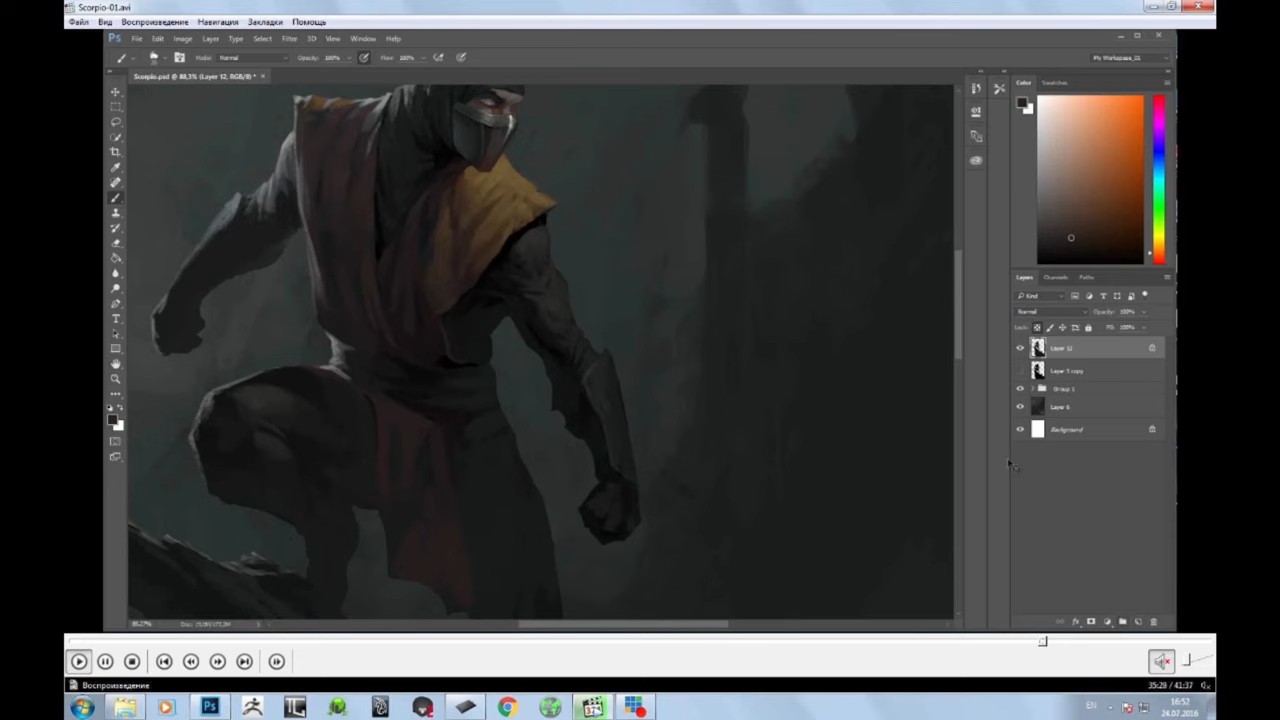 Scorpio-01.avi
Файл Вид Воспроизведение Навигация Закладки Помощь
Ps File Edit Image Layer Type Select Filter 3D View Window Help
Mode: Normal Opacity: 100% Flow: 100% My Workspace_01
Scorpio.psd @ 88,3% (Layer 12, RGB/8) *
Color Swatches
Layers Channels Paths
Kind
Normal Opacity: 100%
Lock: Fill: 100%
Layer 12
Layer 5 copy
Group 1
Layer 6
Background
Воспроизведение 35:28 / 41:37
EN 16:52
24.07.2016